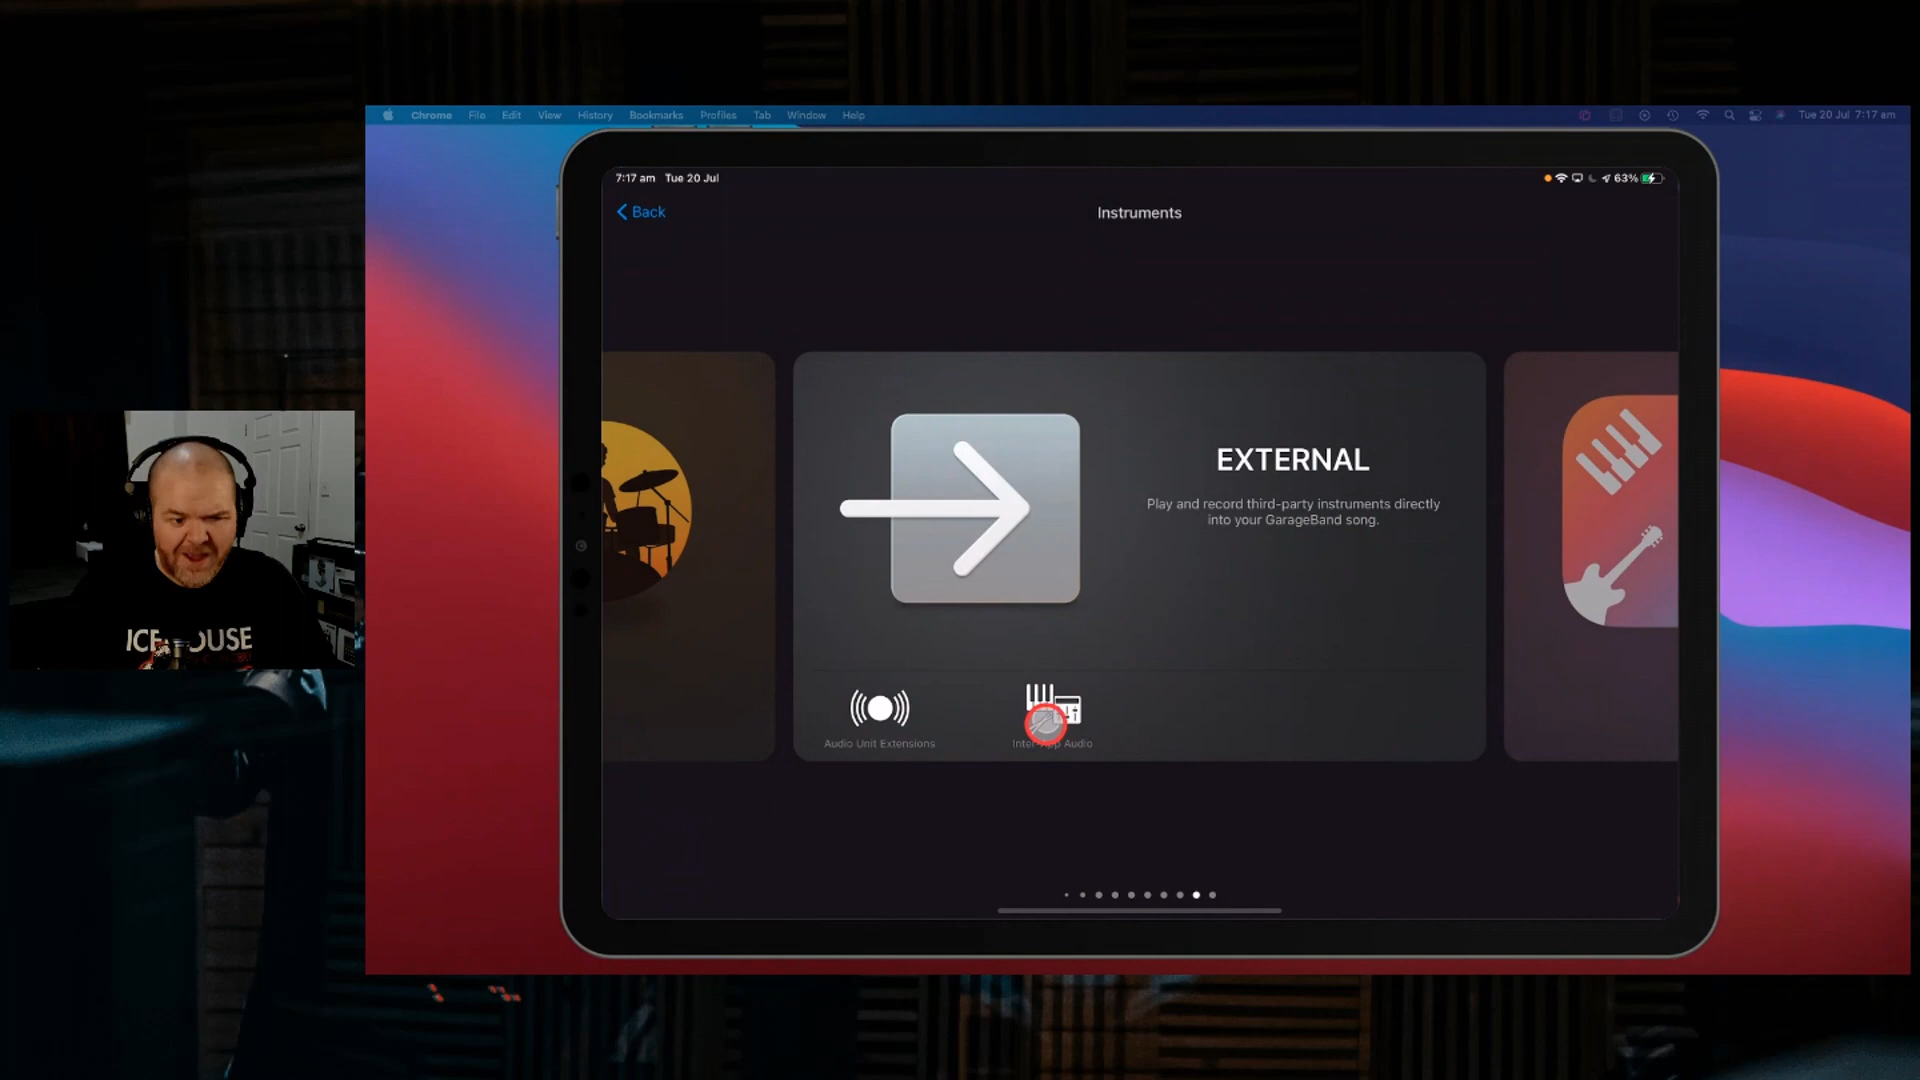 Chrome File Edit View History Bookmarks Profiles Tab Window Help
Tue 20 Jul 7:17 am
7:17 am Tue 20 Jul
63%
Back
Instruments
EXTERNAL
Play and record third-party instruments directly
into your GarageBand song.
Audio Unit Extensions
Audio